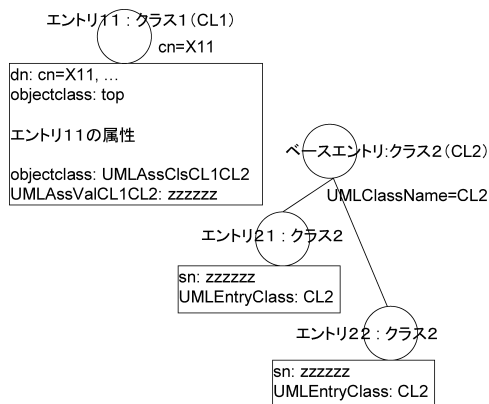 エントリ11：クラス1（CL1）
cn=X11
dn: cn=X11, ...
objectclass: top
エントリ11の属性
objectclass: UMLAssClsCL1CL2
UMLAssValCL1CL2: zzzzzz
ベースエントリ:クラス2（CL2）
UMLClassName=CL2
エントリ21：クラス2
sn: zzzzzz
UMLEntryClass: CL2
エントリ22：クラス2
sn: zzzzzz
UMLEntryClass: CL2